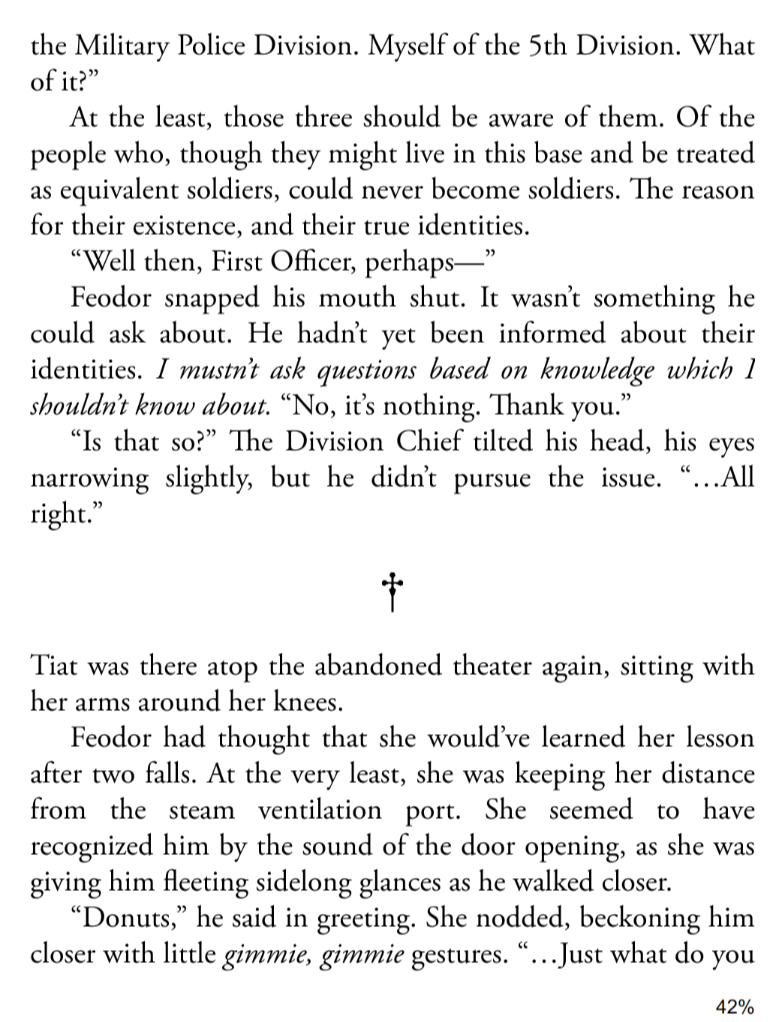 the Military Police Division. Myself of the 5th Division. What
of it?”
At the least, those three should be aware of them. Of the
people who, though they might live in this base and be treated
as equivalent soldiers, could never become soldiers. The reason
for their existence, and their true identities.
“Well then, First Officer, perhaps—”
Feodor snapped his mouth shut. It wasn’t something he
could ask about. He hadn’t yet been informed about their
identities. I mustn’t ask questions based on knowledge which I
shouldn’t know about. “No, it’s nothing. Thank you.”
“Is that so?” The Division Chief tilted his head, his eyes
narrowing slightly, but he didn’t pursue the issue. “…All
right.”
Tiat was there atop the abandoned theater again, sitting with
her arms around her knees.
Feodor had thought that she would’ve learned her lesson
after two falls. At the very least, she was keeping her distance
from the steam ventilation port. She seemed to have
recognized him by the sound of the door opening, as she was
giving him fleeting sidelong glances as he walked closer.
“Donuts,” he said in greeting. She nodded, beckoning him
closer with little gimmie, gimmie gestures. “…Just what do you
42%